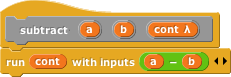 subtract a b cont λ
run cont with inputs a − b